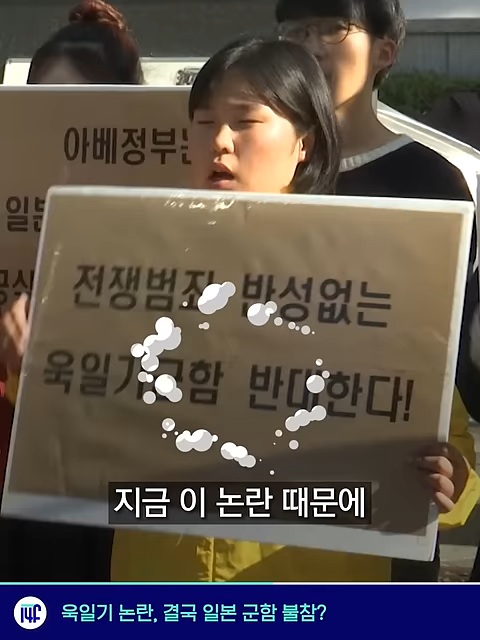 아베정부는
일본
전쟁범죄 반성없는
욱일기군함 반대한다!
지금 이 논란 때문에
14F
욱일기 논란, 결국 일본 군함 불참?